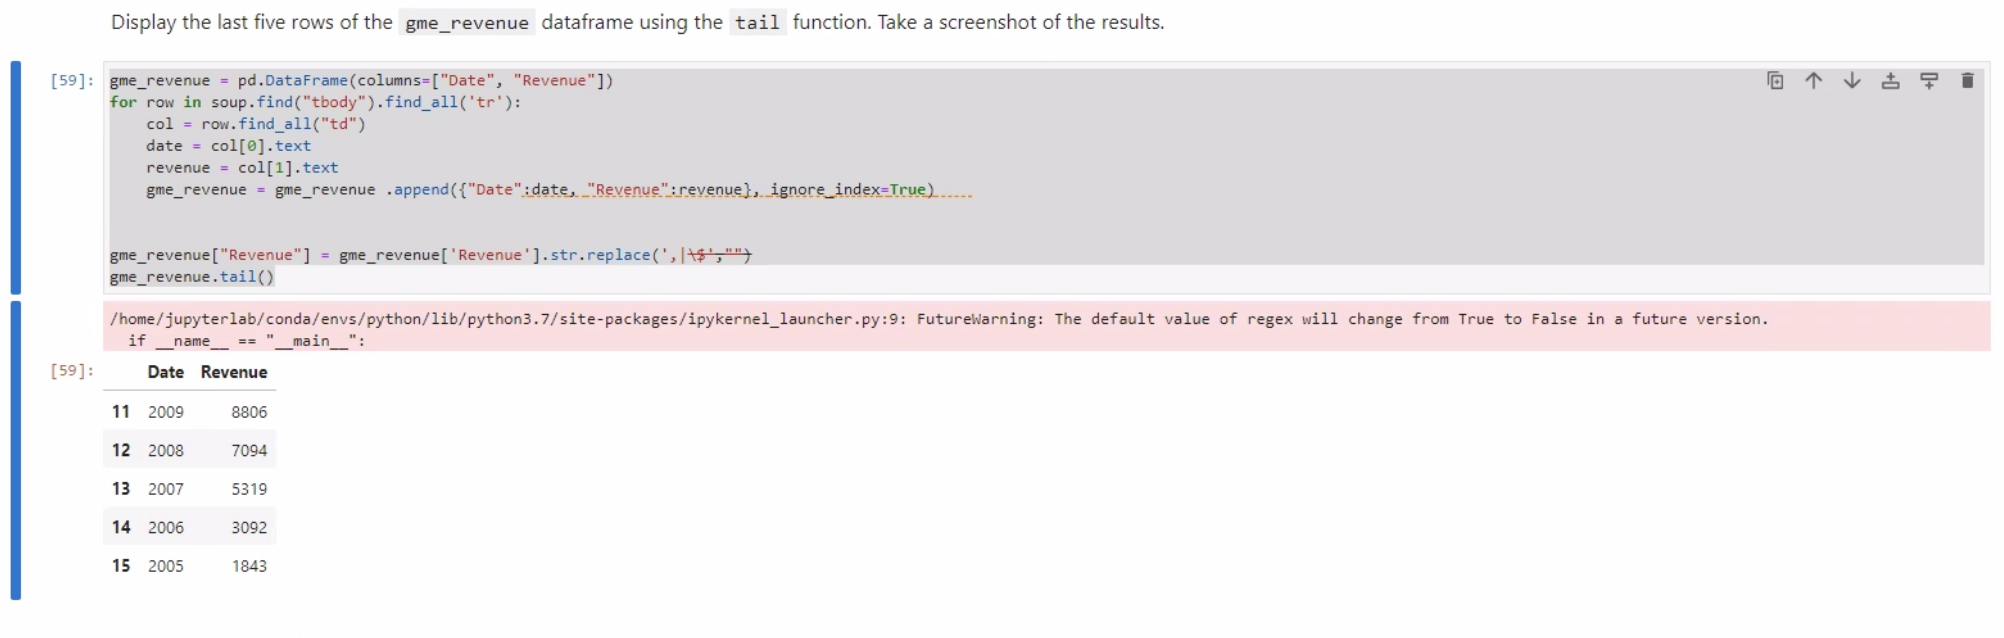 Display the last five rows of the gme_revenue dataframe using the tail function. Take a screenshot of the results.
[59]:
gme_revenue = pd.DataFrame(columns=["Date", "Revenue"])
for row in soup.find("tbody").find_all('tr'):
    col = row.find_all("td")
    date = col[0].text
    revenue = col[1].text
    gme_revenue = gme_revenue .append({"Date":date, "Revenue":revenue}, ignore_index=True)
gme_revenue["Revenue"] = gme_revenue['Revenue'].str.replace(',|\$',"")
gme_revenue.tail()
/home/jupyterlab/conda/envs/python/lib/python3.7/site-packages/ipykernel_launcher.py:9: FutureWarning: The default value of regex will change from True to False in a future version.
  if __name__ == "__main__":
[59]:
Date Revenue
11 2009 8806
12 2008 7094
13 2007 5319
14 2006 3092
15 2005 1843